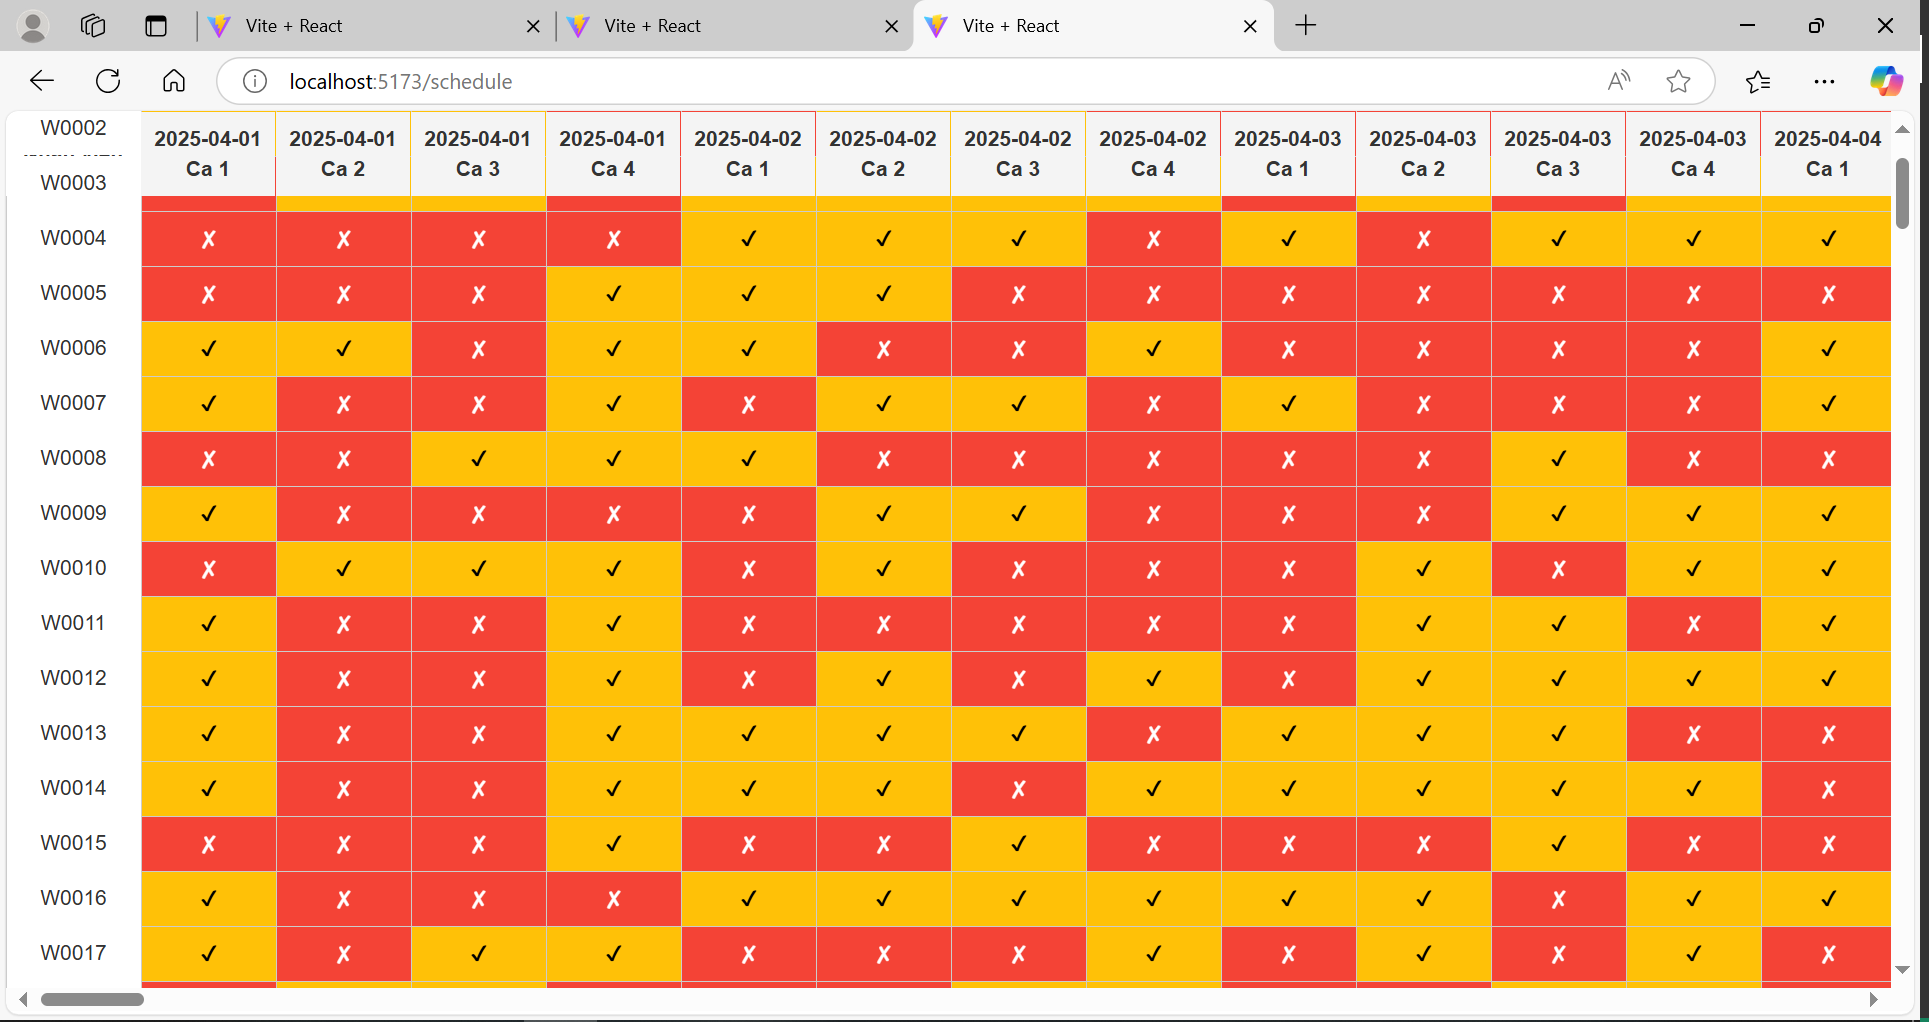 Vite + React Vite + React Vite + React
localhost:5173/schedule
W0002 2025-04-01 2025-04-01 2025-04-01 2025-04-01 2025-04-02 2025-04-02 2025-04-02 2025-04-02 2025-04-03 2025-04-03 2025-04-03 2025-04-03 2025-04-04
Ca 1 Ca 2 Ca 3 Ca 4 Ca 1 Ca 2 Ca 3 Ca 4 Ca 1 Ca 2 Ca 3 Ca 4 Ca 1
W0003
W0004 ✗ ✗ ✗ ✗ ✓ ✓ ✓ ✗ ✓ ✗ ✓ ✓ ✓
W0005 ✗ ✗ ✗ ✓ ✓ ✓ ✗ ✗ ✗ ✗ ✗ ✗ ✗
W0006 ✓ ✓ ✗ ✓ ✓ ✗ ✗ ✓ ✗ ✗ ✗ ✗ ✓
W0007 ✓ ✗ ✗ ✓ ✗ ✓ ✓ ✗ ✓ ✗ ✗ ✗ ✓
W0008 ✗ ✗ ✓ ✓ ✓ ✗ ✗ ✗ ✗ ✗ ✓ ✗ ✗
W0009 ✓ ✗ ✗ ✗ ✗ ✓ ✓ ✗ ✗ ✗ ✓ ✓ ✓
W0010 ✗ ✓ ✓ ✓ ✗ ✓ ✗ ✗ ✗ ✓ ✗ ✓ ✓
W0011 ✓ ✗ ✗ ✓ ✗ ✗ ✗ ✗ ✗ ✓ ✓ ✗ ✓
W0012 ✓ ✗ ✗ ✓ ✗ ✓ ✗ ✓ ✗ ✓ ✓ ✓ ✓
W0013 ✓ ✗ ✗ ✓ ✓ ✓ ✓ ✗ ✓ ✓ ✓ ✗ ✗
W0014 ✓ ✗ ✗ ✓ ✓ ✓ ✗ ✓ ✓ ✓ ✓ ✓ ✗
W0015 ✗ ✗ ✗ ✓ ✗ ✗ ✓ ✗ ✗ ✗ ✓ ✗ ✗
W0016 ✓ ✗ ✗ ✗ ✓ ✓ ✓ ✓ ✓ ✓ ✗ ✓ ✓
W0017 ✓ ✗ ✓ ✓ ✗ ✗ ✗ ✓ ✗ ✓ ✗ ✓ ✗